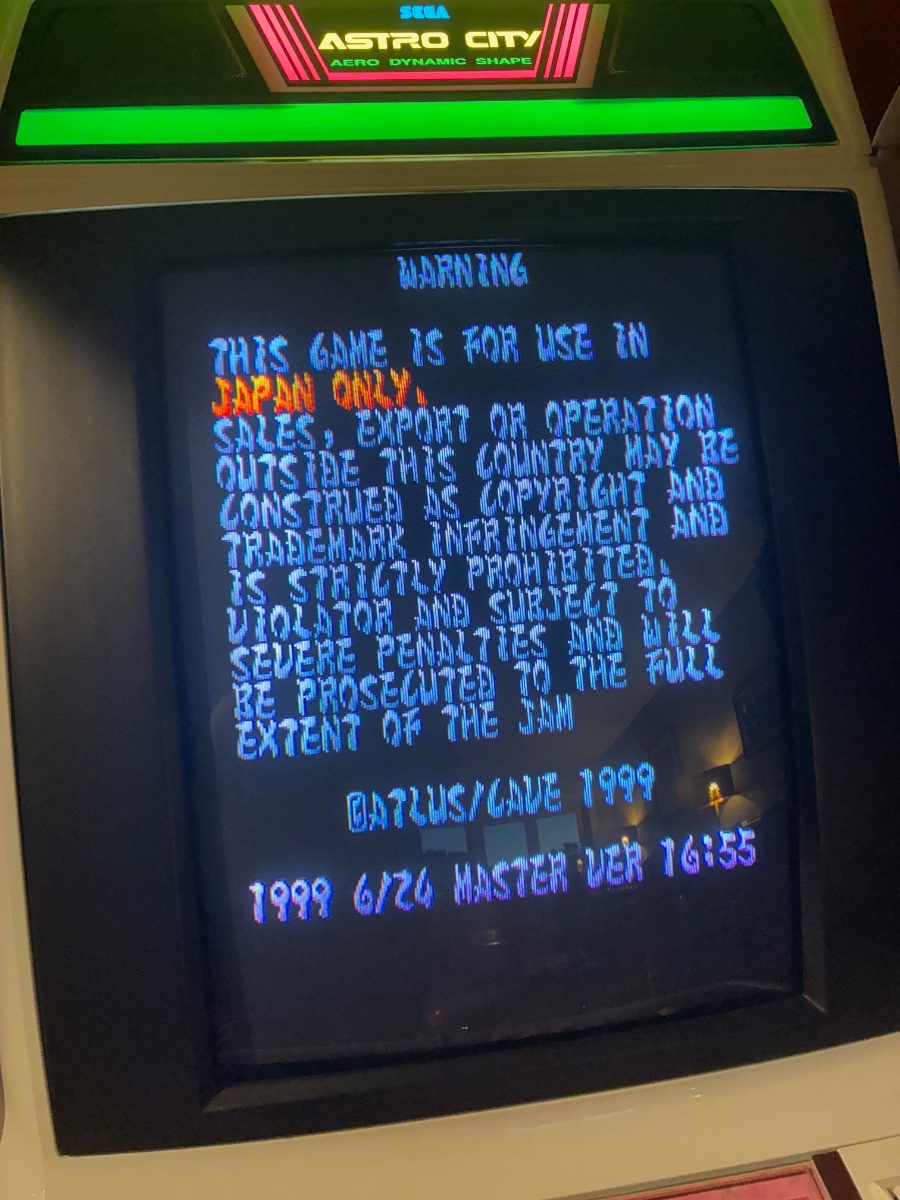 SEGA
ASTRO CITY
AERO DYNAMIC SHAPE
WARNING
THIS GAME IS FOR USE IN
JAPAN ONLY.
SALES, EXPORT OR OPERATION
OUTSIDE THIS COUNTRY MAY BE
CONSTRUED AS COPYRIGHT AND
TRADEMARK INFRINGEMENT AND
IS STRICTLY PROHIBITED.
VIOLATOR AND SUBJECT TO
SEVERE PENALTIES AND WILL
BE PROSECUTED TO THE FULL
EXTENT OF THE JAM
©ATLUS/CAVE 1999
1999 6/24 MASTER VER 16:55